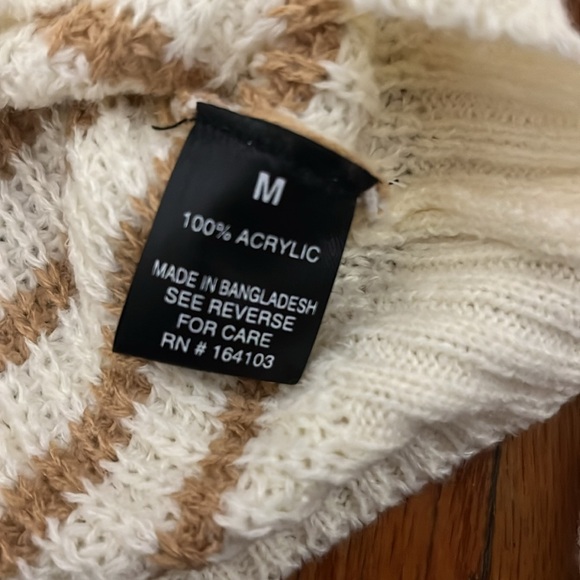 M
100% ACRYLIC
MADE IN BANGLADESH
SEE REVERSE
FOR CARE
RN # 164103